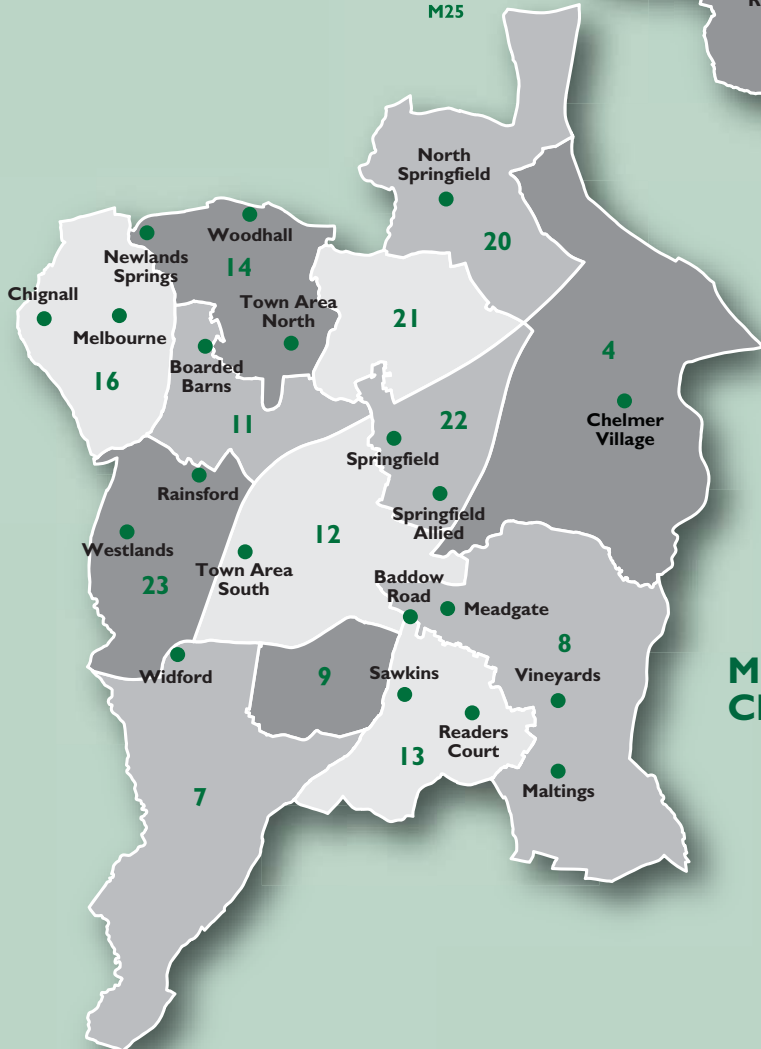 M25
R
North
Springfield
20
Woodhall
Newlands
Springs
14
Chignall
Town Area
North
21
Melbourne
16
Boarded
Barns
4
Chelmer
Village
11
22
Springfield
Rainsford
Springfield
Allied
12
Westlands
23
Town Area
South
Baddow
Road
Meadgate
8
Widford
9
Sawkins
Vineyards
M
Cl
Readers
Court
13
Maltings
7